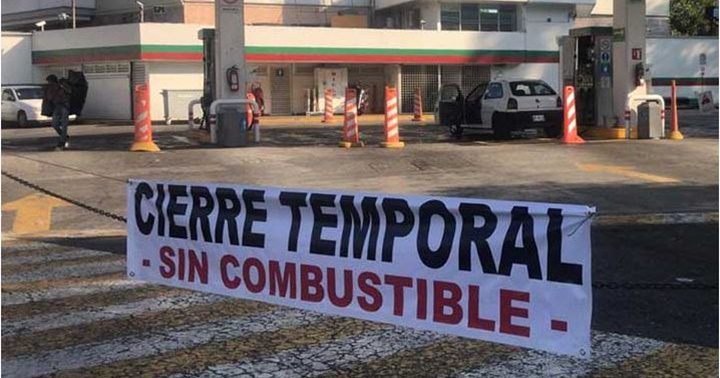 CIERRE TEMPORAL
- SIN COMBUSTIBLE -